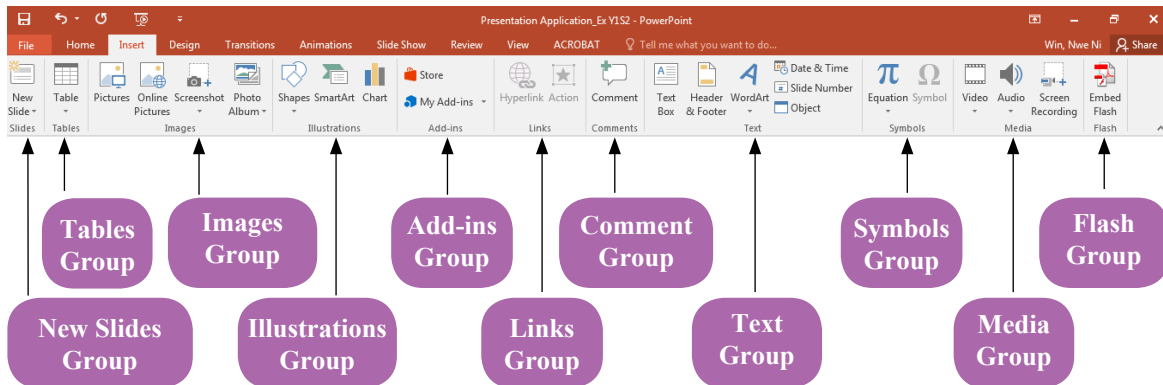 Presentation Application_Ex Y1S2 - PowerPoint
File Home Insert Design Transitions Animations Slide Show Review View ACROBAT Tell me what you want to do... Win, Nwe Ni Share
New Slide
Table
Pictures
Online Pictures
Screenshot
Photo Album
Shapes
SmartArt
Chart
Store
My Add-ins
Hyperlink
Action
Comment
Text Box
Header & Footer
WordArt
Date & Time
Slide Number
Object
Equation
Symbol
Video
Audio
Screen Recording
Embed Flash
Slides Tables Images Illustrations Add-ins Links Comments Text Symbols Media Flash
Tables
Group
Images
Group
Add-ins
Group
Comment
Group
Symbols
Group
Flash
Group
New Slides
Group
Illustrations
Group
Links
Group
Text
Group
Media
Group